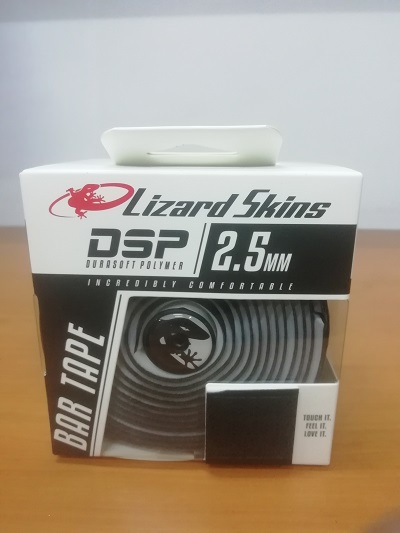 Lizard Skins
DSP
DURASOFT POLYMER
2.5MM
INCREDIBLY COMFORTABLE
BAR TAPE
TOUCH IT.
FEEL IT.
LOVE IT.